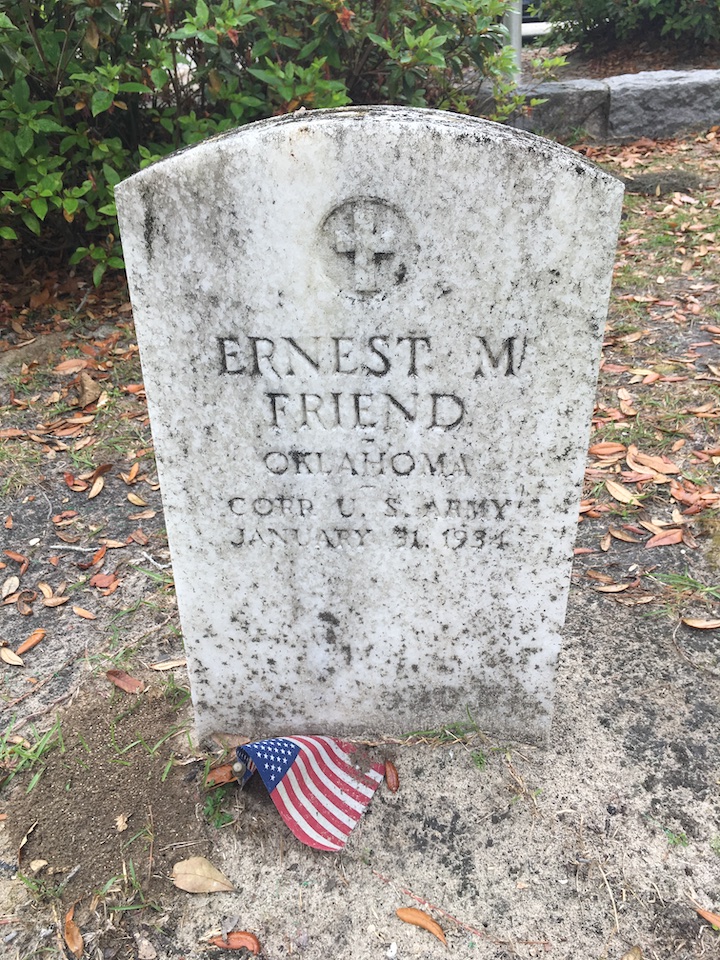 ERNEST M
FRIEND
OKLAHOMA
CORP U. S. ARMY
JANUARY 31, 1934